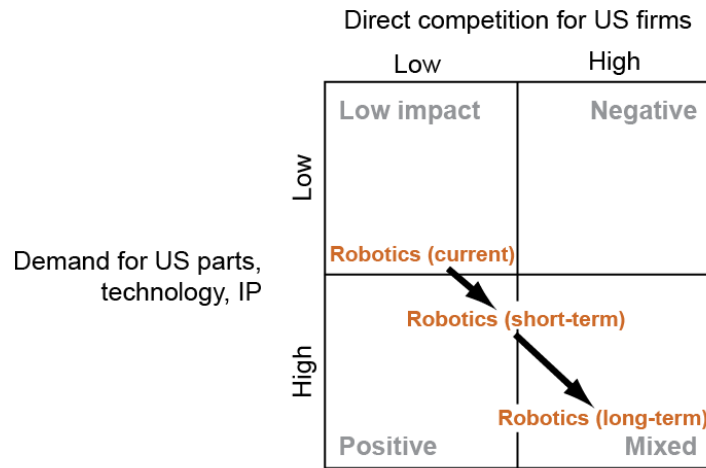 Direct competition for US firms
Low High
Low impact Negative
Low
Robotics (current)
Demand for US parts,
technology, IP
Robotics (short-term)
High
Robotics (long-term)
Positive Mixed